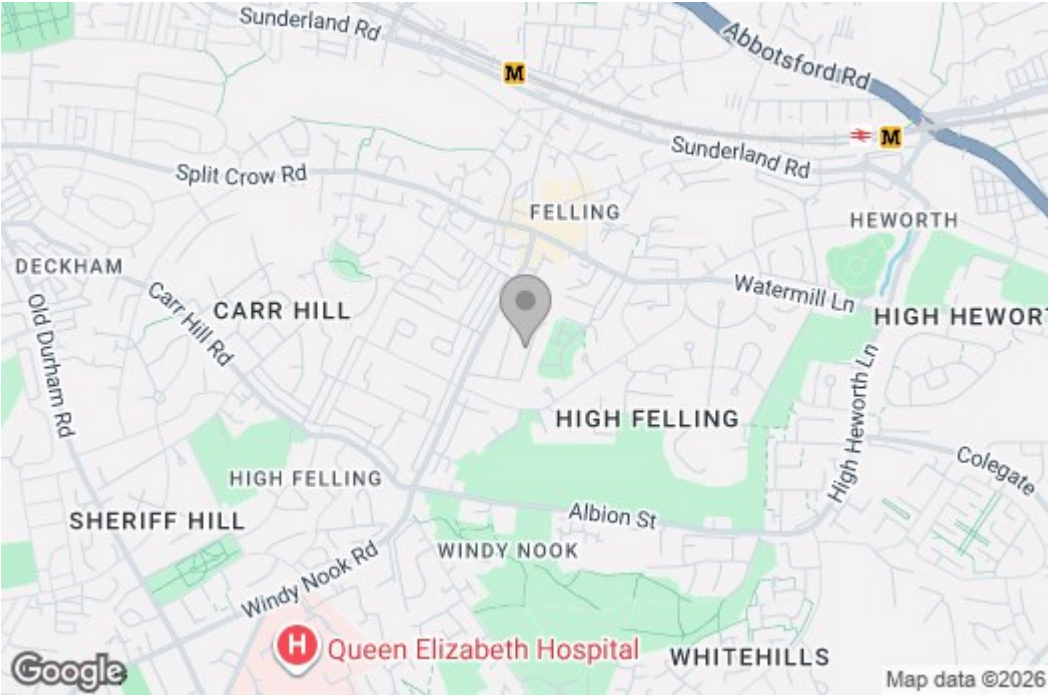 Sunderland Rd
Abbotsford Rd
M
M
Sunderland Rd
Split Crow Rd
FELLING
HEWORTH
DECKHAM
Watermill Ln
CARR HILL
HIGH HEWORT
Old Durham Rd
Carr Hill Rd
High Heworth Ln
HIGH FELLING
Colegate
HIGH FELLING
SHERIFF HILL
Albion St
WINDY NOOK
Windy Nook Rd
H
Queen Elizabeth Hospital
WHITEHILLS
Google
Map data ©2026